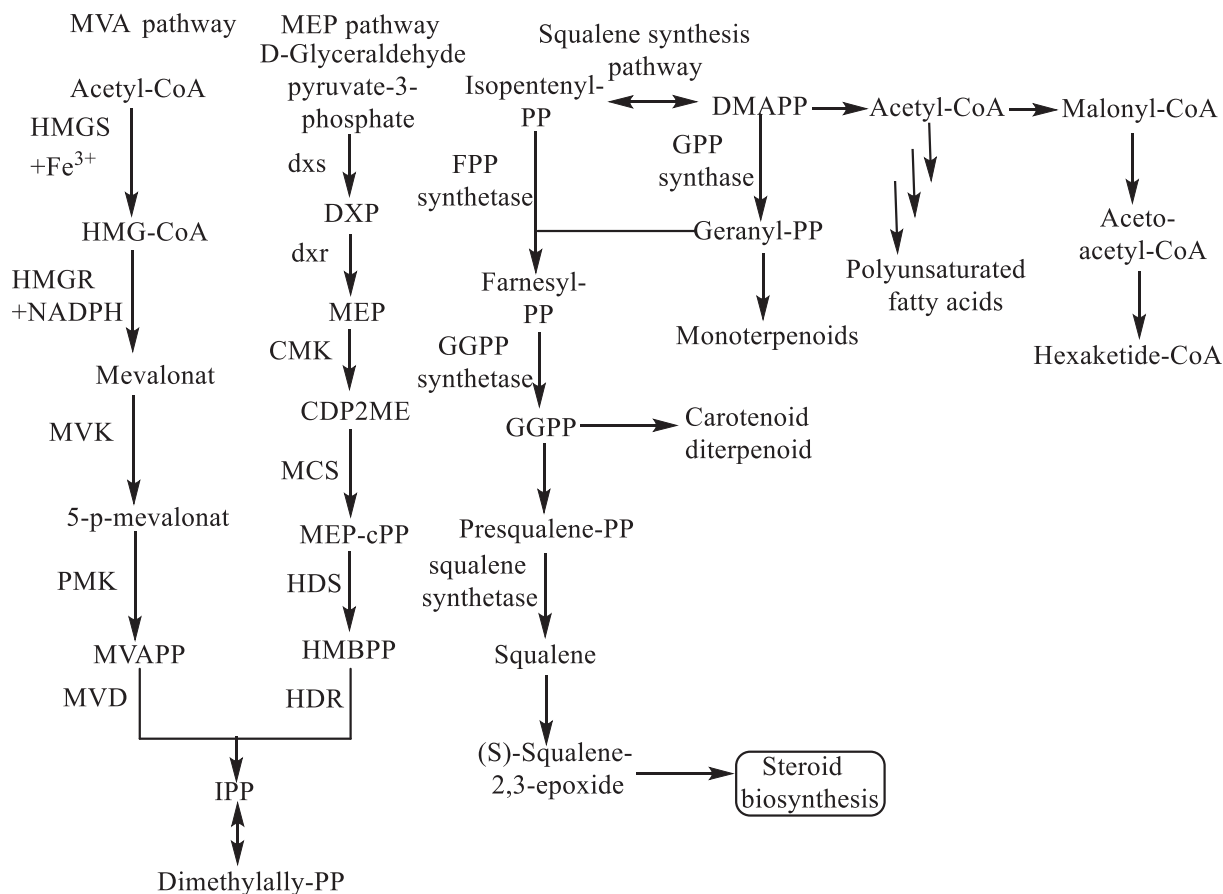 MVA pathway
Acetyl-CoA
HMGS
+Fe³⁺
HMG-CoA
HMGR
+NADPH
Mevalonat
MVK
5-p-mevalonat
PMK
MVAPP
MVD
MEP pathway
D-Glyceraldehyde
pyruvate-3-
phosphate
dxs
DXP
dxr
MEP
CMK
CDP2ME
MCS
MEP-cPP
HDS
HMBPP
HDR
IPP
Dimethylally-PP
Squalene synthesis
pathway
Isopentenyl-
PP
DMAPP
Acetyl-CoA
Malonyl-CoA
FPP
synthetase
GPP
synthase
Geranyl-PP
Farnesyl-
PP
Monoterpenoids
Polyunsaturated
fatty acids
Aceto-
acetyl-CoA
Hexaketide-CoA
GGPP
synthetase
GGPP
Carotenoid
diterpenoid
Presqualene-PP
squalene
synthetase
Squalene
(S)-Squalene-
2,3-epoxide
Steroid
biosynthesis